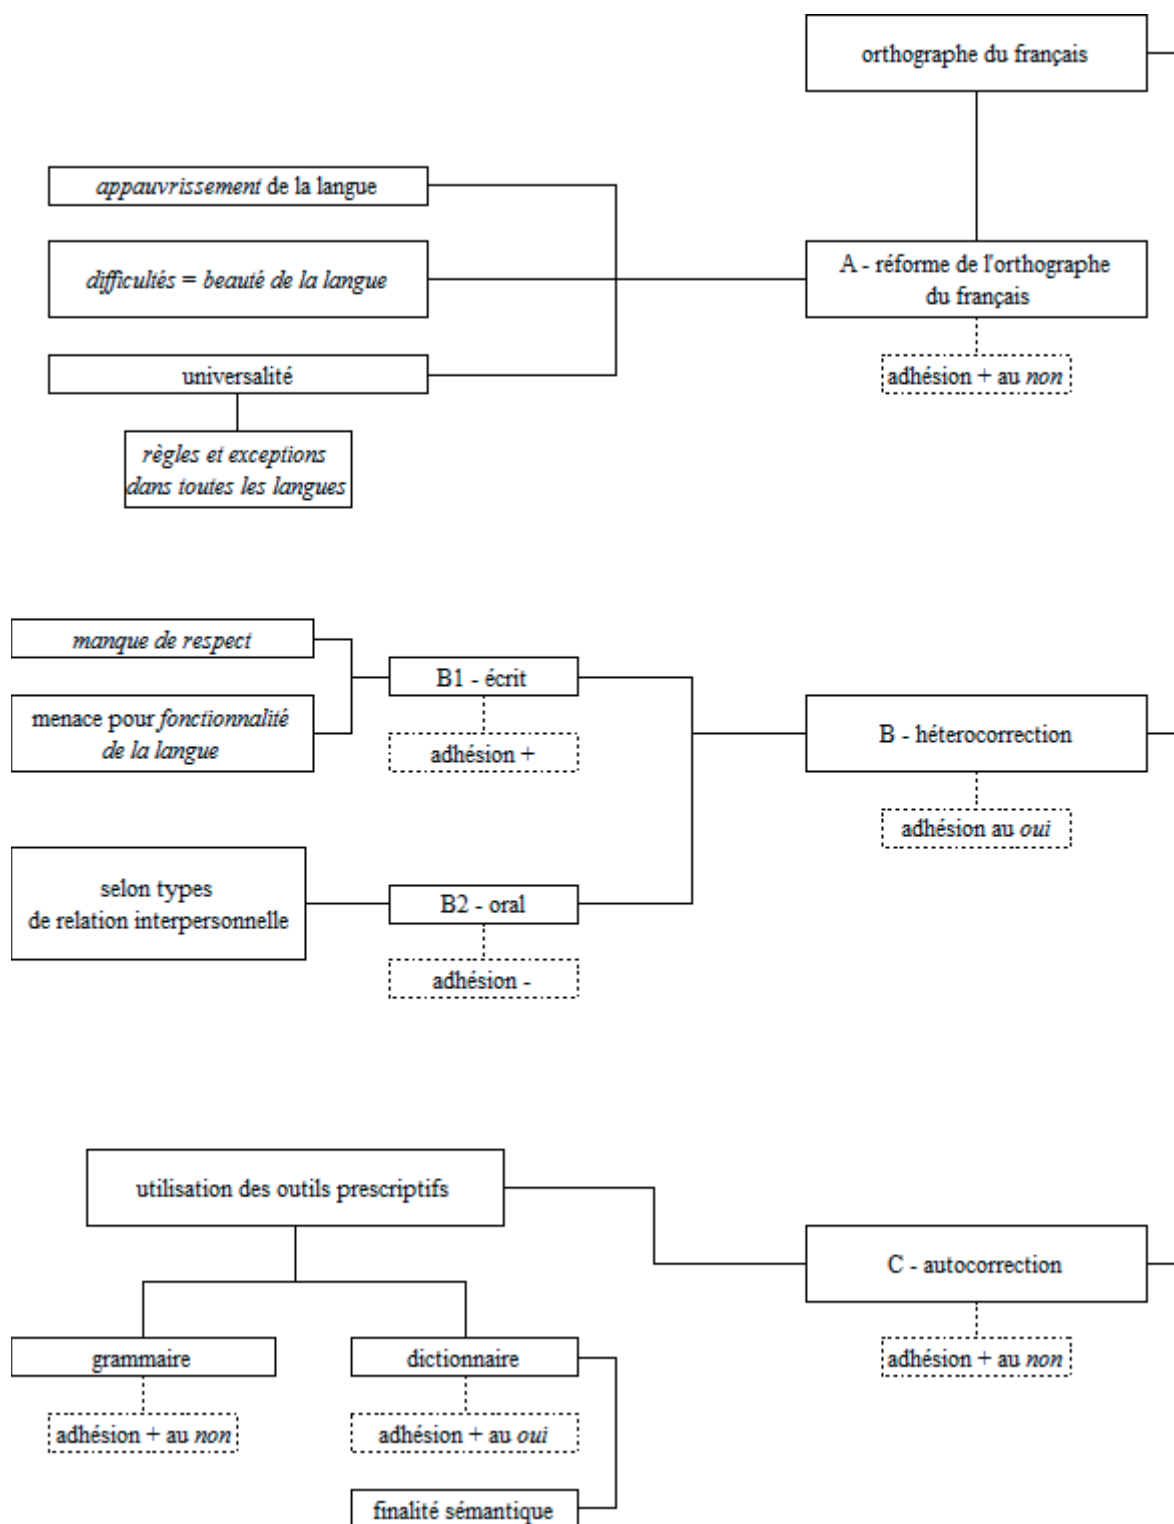 orthographe du français
appauvrissement de la langue
difficultés = beauté de la langue
A - réforme de l'orthographe
du français
universalité
adhésion + au non
règles et exceptions
dans toutes les langues
manque de respect
B1 - écrit
menace pour fonctionnalité
de la langue
adhésion +
B - héterocorrection
adhésion au oui
selon types
de relation interpersonnelle
B2 - oral
adhésion -
utilisation des outils prescriptifs
C - autocorrection
grammaire
dictionnaire
adhésion + au non
adhésion + au non
adhésion + au oui
finalité sémantique